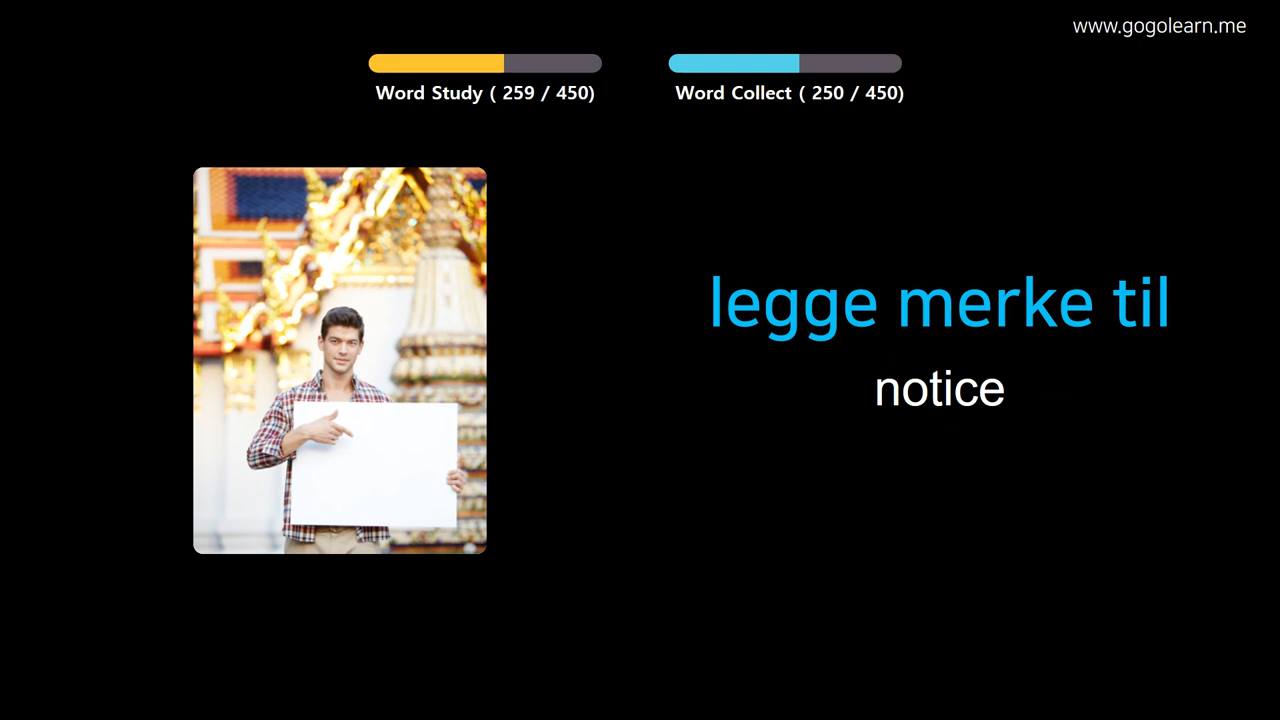 www.gogolearn.me
Word Study ( 259 / 450)
Word Collect ( 250 / 450)
legge merke til
notice